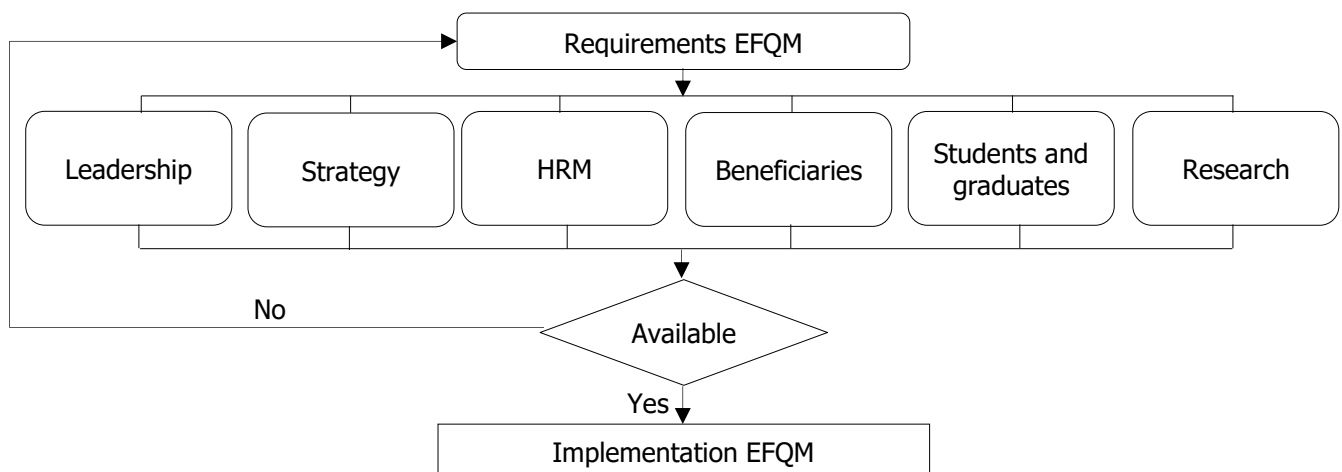 Requirements EFQM
Leadership
Strategy
HRM
Beneficiaries
Students and
graduates
Research
No
Available
Yes
Implementation EFQM